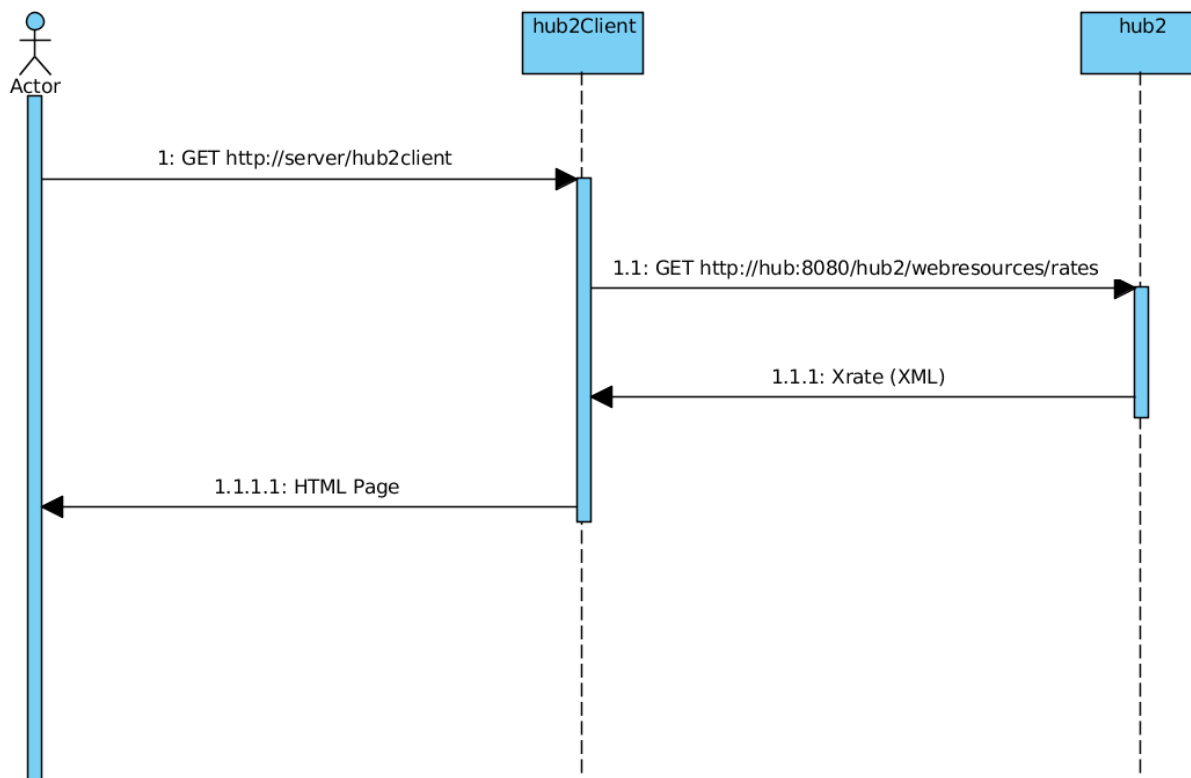 hub2Client
hub2
Actor
1: GET http://server/hub2client
1.1: GET http://hub:8080/hub2/webresources/rates
1.1.1: Xrate (XML)
1.1.1.1: HTML Page